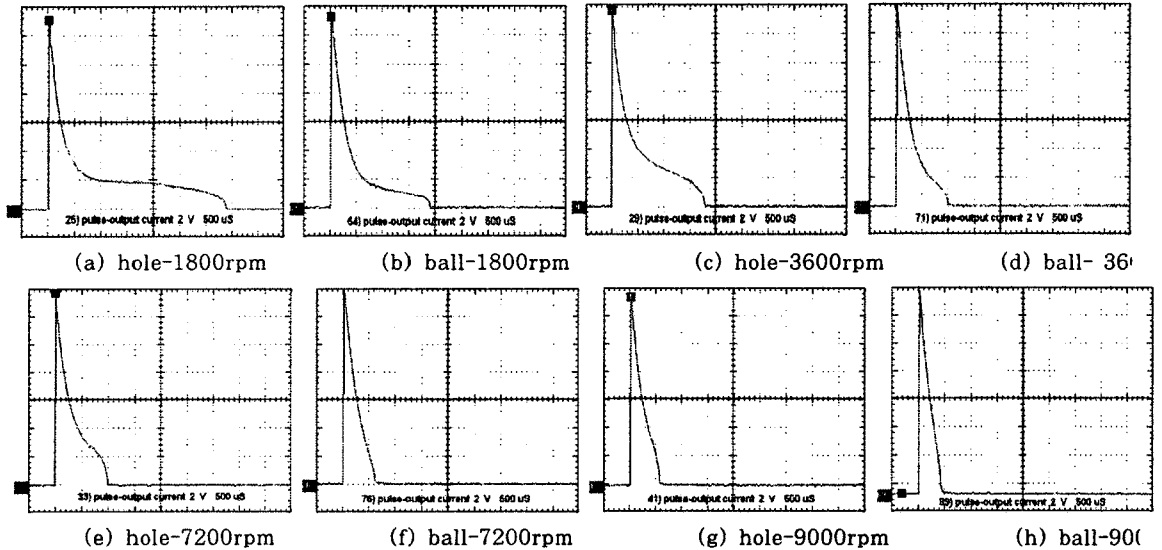 25) pulse-output current 2 V 500 uS
64) pulse-output current 2 V 500 uS
29) pulse-output current 2 V 500 uS
71) pulse-output current 2 V 500 uS
(a) hole-1800rpm
(b) ball-1800rpm
(c) hole-3600rpm
(d) ball- 36
33) pulse-output current 2 V 500 uS
76) pulse-output current 2 V 500 uS
41) pulse-output current 2 V 500 uS
pulse-output current 2 V 500 uS
(e) hole-7200rpm
(f) ball-7200rpm
(g) hole-9000rpm
(h) ball-90